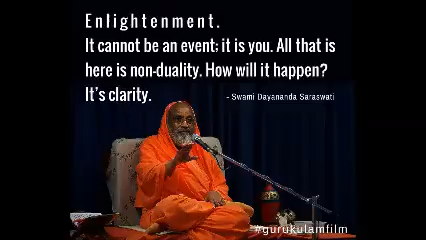 Enlightenment.
It cannot be an event; it is you. All that is
here is non-duality. How will it happen?
It's clarity.
- Swami Dayananda Saraswati
#gurukulamfilm